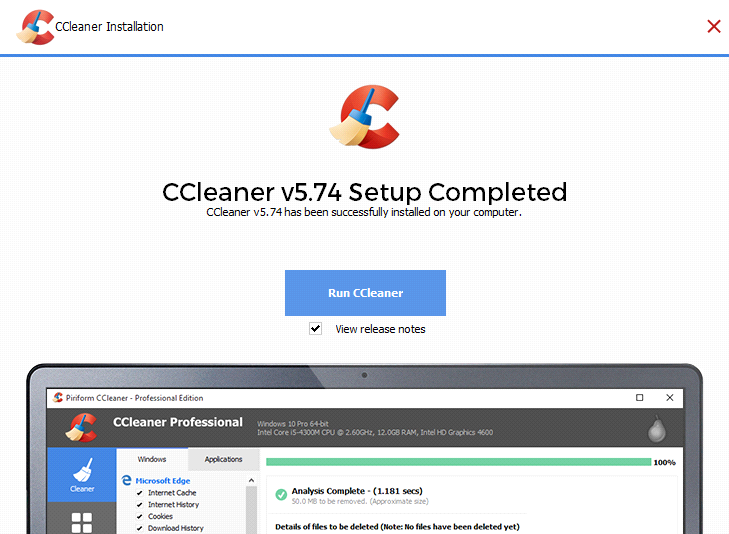 CCleaner Installation
CCleaner v5.74 Setup Completed
CCleaner v5.74 has been successfully installed on your computer.
Run CCleaner
View release notes
Piriform CCleaner - Professional Edition
CCleaner Professional
Windows 10 Pro 64-bit
Intel Core i5-4300M CPU @ 2.60GHz, 12.0GB RAM, Intel HD Graphics 4600
Cleaner
Windows
Applications
100%
Microsoft Edge
Internet Cache
Internet History
Cookies
Download History
Analysis Complete - (1.181 secs)
50.0 MB to be removed. (Approximate size)
Details of files to be deleted (Note: No files have been deleted yet)